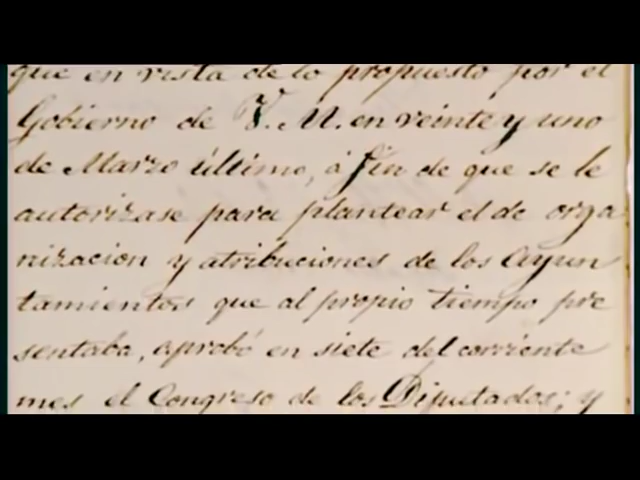 que en vista de lo propuesto por el
Gobierno de V. M. en veinte y uno
de Marzo último, á fin de que se le
autorizase para plantear el de orga
nizacion y atribuciones de los Ayun
tamientos que al propio tiempo pre
sentaba, aprobó en siete del corriente
mes el Congreso de los Diputados; y